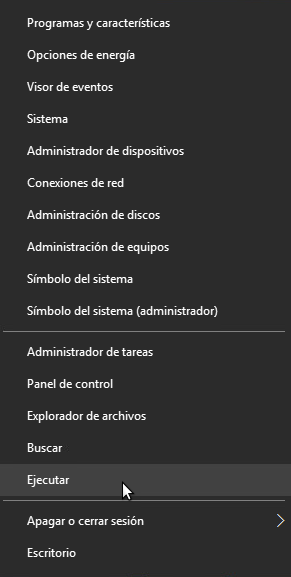 Programas y características
Opciones de energía
Visor de eventos
Sistema
Administrador de dispositivos
Conexiones de red
Administración de discos
Administración de equipos
Símbolo del sistema
Símbolo del sistema (administrador)
Administrador de tareas
Panel de control
Explorador de archivos
Buscar
Ejecutar
Apagar o cerrar sesión
Escritorio